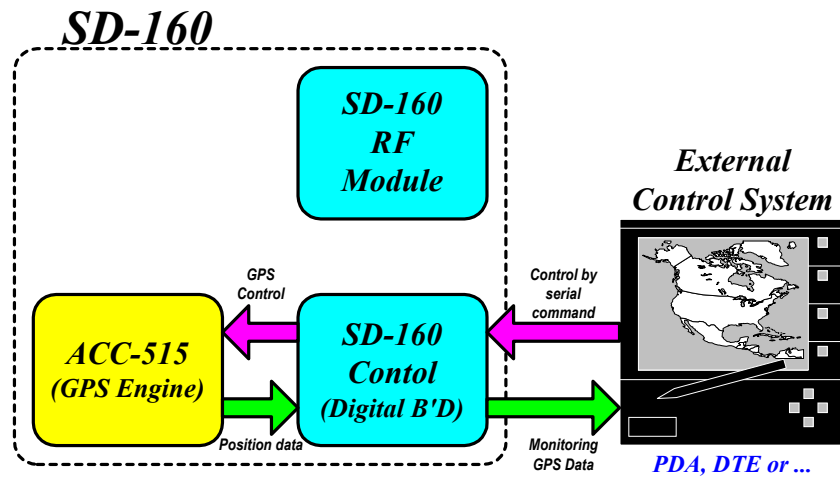 SD-160
SD-160
RF
Module
External
Control System
GPS
Control
Control by
serial
command
ACC-515
(GPS Engine)
SD-160
Contol
(Digital B'D)
Position data
Monitoring
GPS Data
PDA, DTE or ...